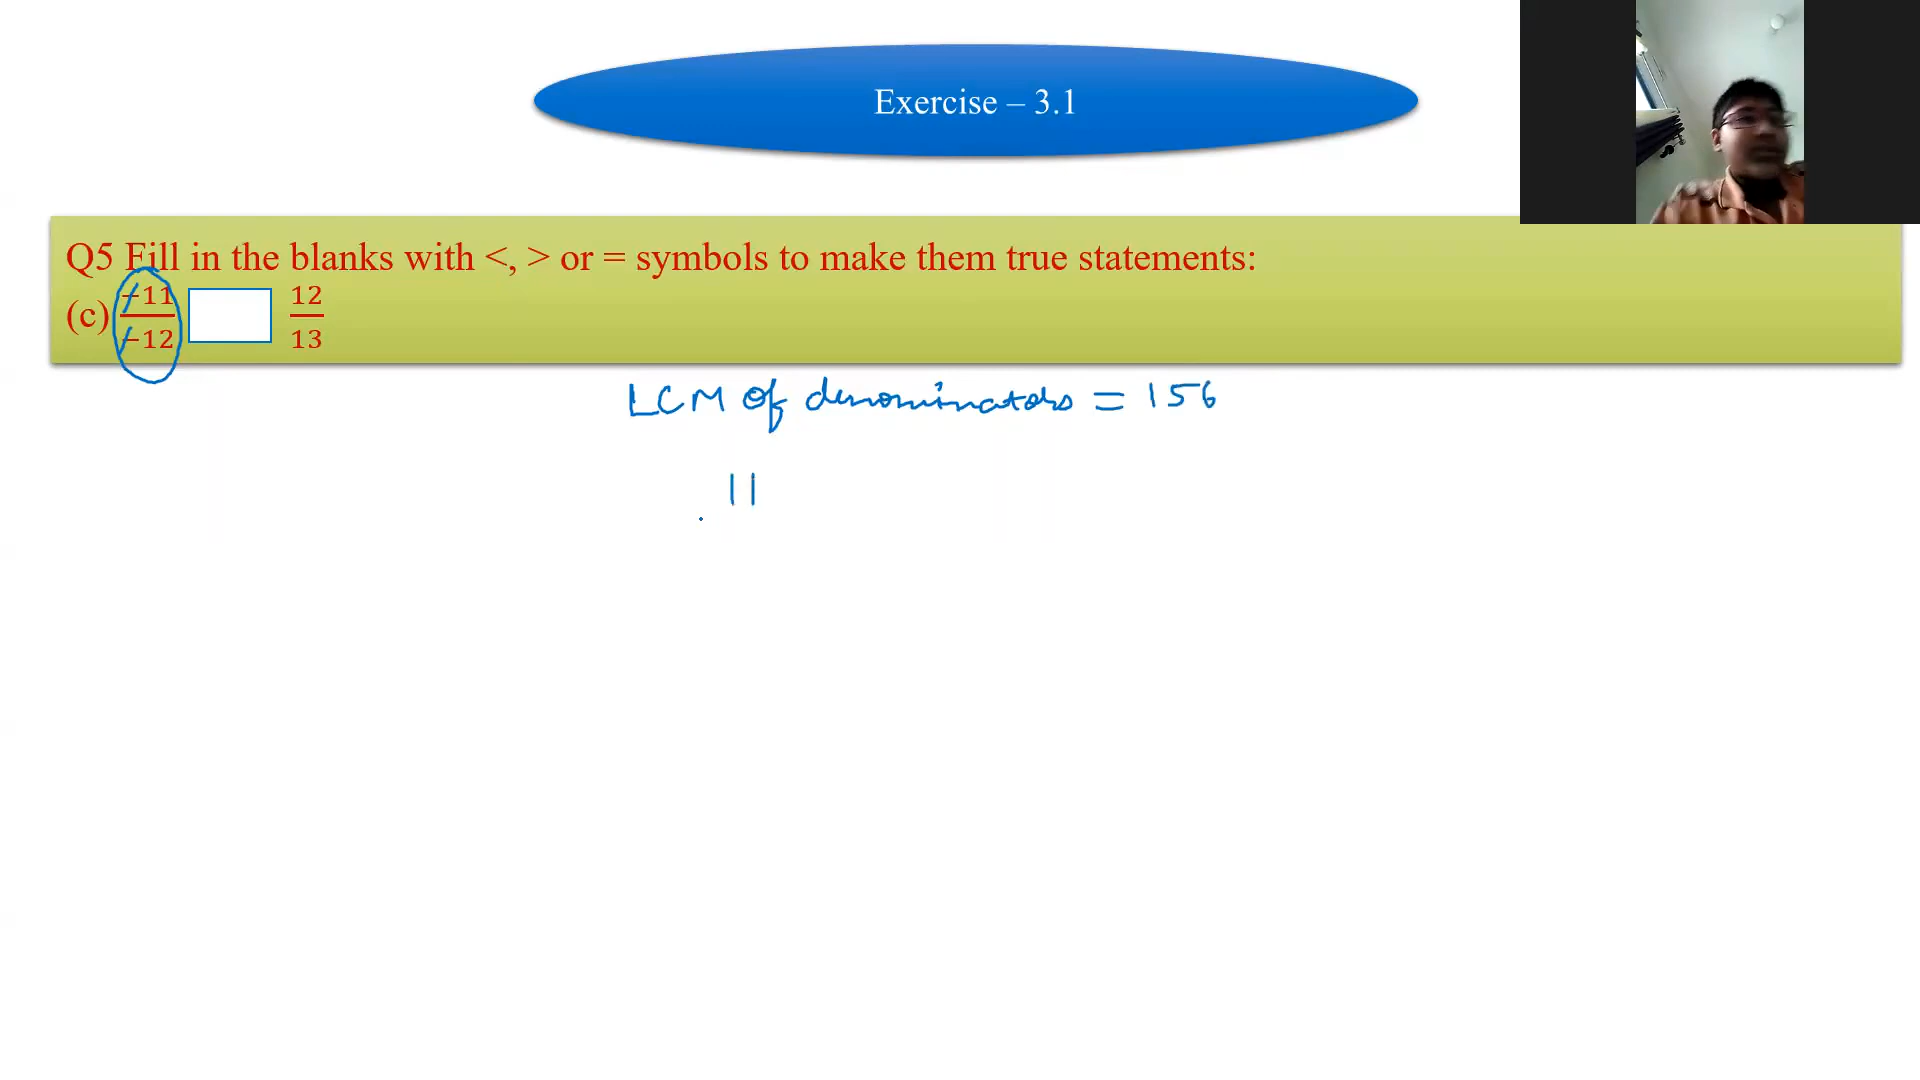 Exercise – 3.1
Q5 Fill in the blanks with <, > or = symbols to make them true statements:
(c) −11/−12 12/13
LCM of denominators = 156
11